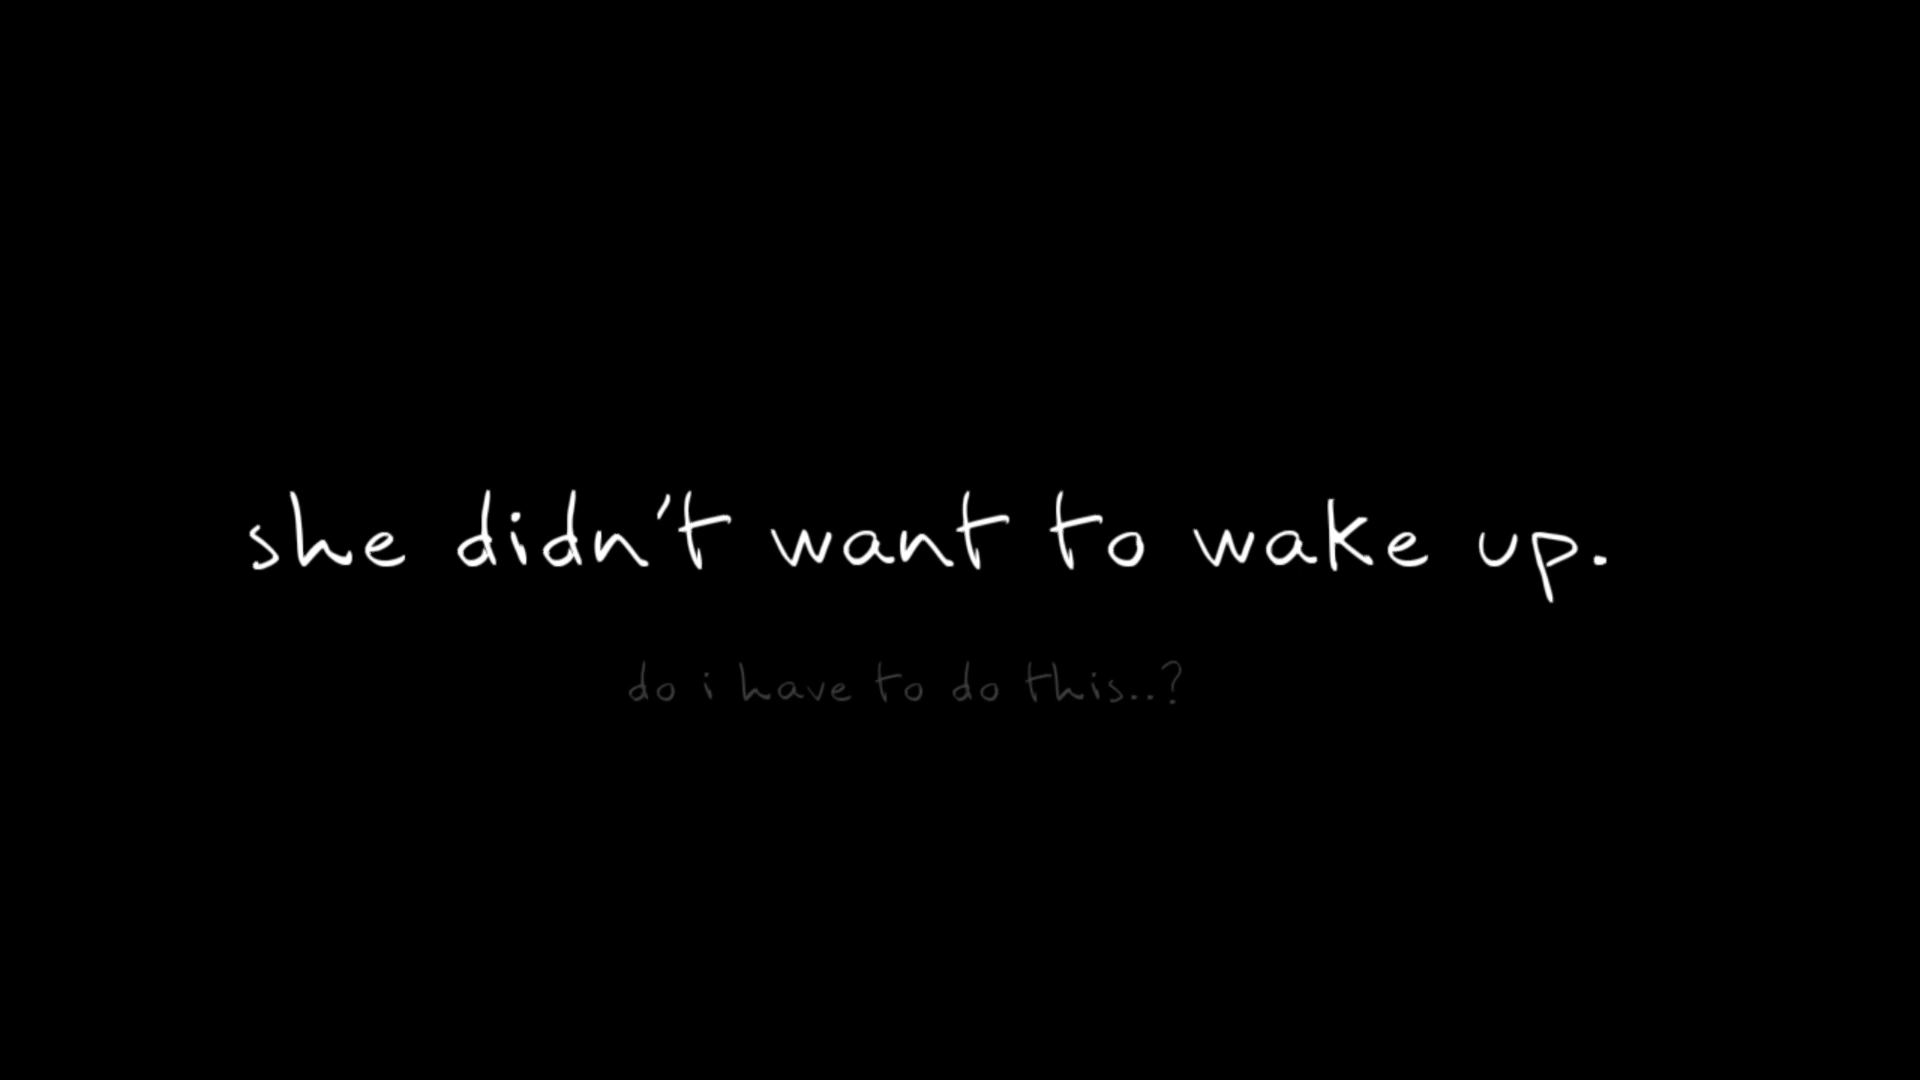 she didn't want to wake up.
do i have to do this..?